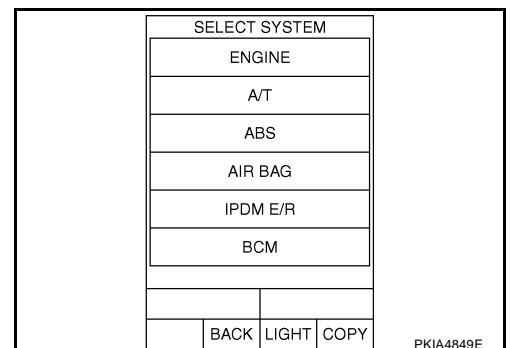 SELECT SYSTEM
ENGINE
A/T
ABS
AIR BAG
IPDM E/R
BCM
BACK LIGHT COPY
PKIA4849E